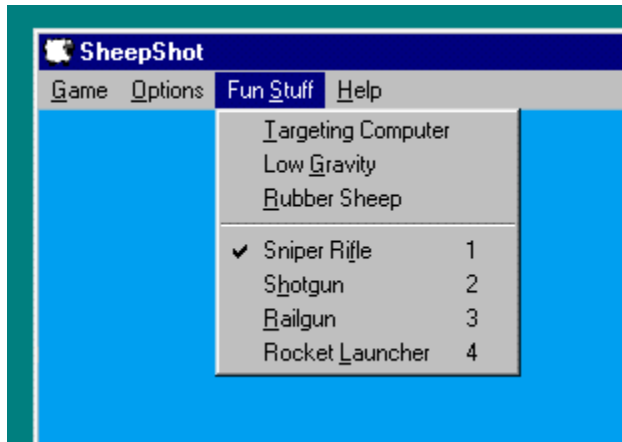 SheepShot
Game Options Fun Stuff Help
Targeting Computer
Low Gravity
Rubber Sheep
Sniper Rifle 1
Shotgun 2
Railgun 3
Rocket Launcher 4